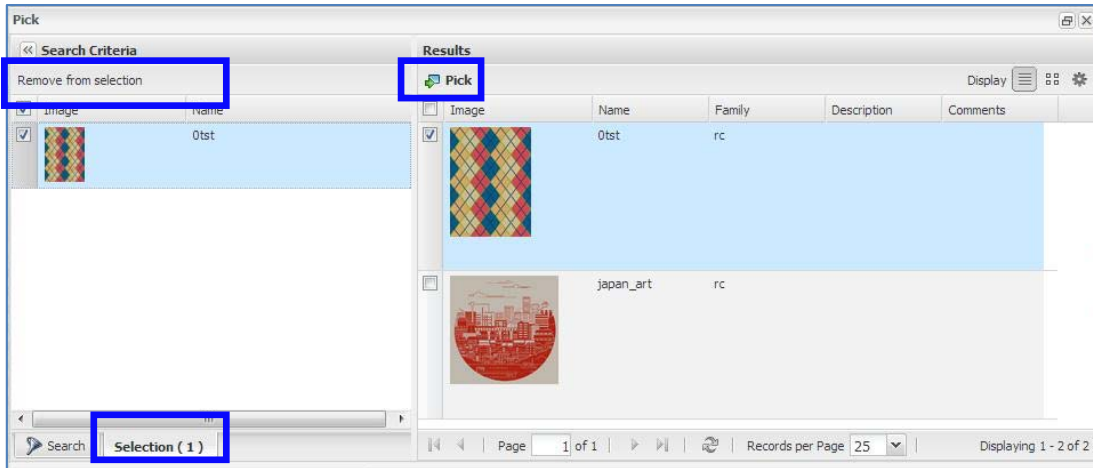 Pick
Search Criteria
Results
Remove from selection
Pick
Display
Image Name
Image Name Family Description Comments
0tst
0tst rc
japan_art rc
Search Selection ( 1 )
Page 1 of 1 Records per Page 25 Displaying 1 - 2 of 2